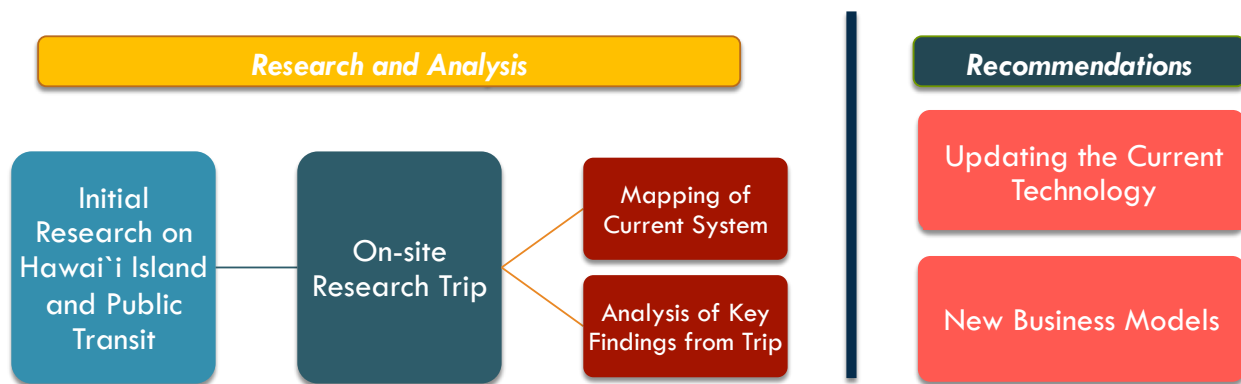 Research and Analysis
Recommendations
Initial
Research on
Hawai`i Island
and Public
Transit
On-site
Research Trip
Mapping of
Current System
Analysis of Key
Findings from Trip
Updating the Current
Technology
New Business Models